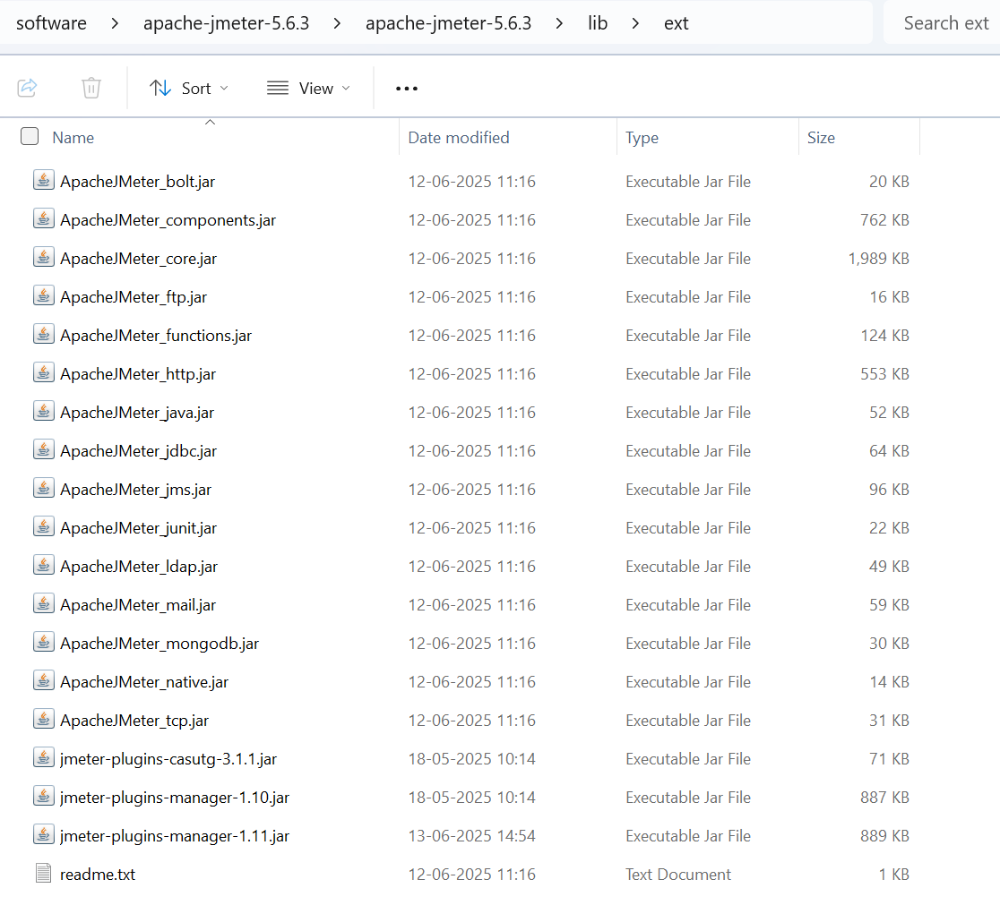 software > apache-jmeter-5.6.3 > apache-jmeter-5.6.3 > lib > ext Search ext
Sort View
Name Date modified Type Size
ApacheJMeter_bolt.jar 12-06-2025 11:16 Executable Jar File 20 KB
ApacheJMeter_components.jar 12-06-2025 11:16 Executable Jar File 762 KB
ApacheJMeter_core.jar 12-06-2025 11:16 Executable Jar File 1,989 KB
ApacheJMeter_ftp.jar 12-06-2025 11:16 Executable Jar File 16 KB
ApacheJMeter_functions.jar 12-06-2025 11:16 Executable Jar File 124 KB
ApacheJMeter_http.jar 12-06-2025 11:16 Executable Jar File 553 KB
ApacheJMeter_java.jar 12-06-2025 11:16 Executable Jar File 52 KB
ApacheJMeter_jdbc.jar 12-06-2025 11:16 Executable Jar File 64 KB
ApacheJMeter_jms.jar 12-06-2025 11:16 Executable Jar File 96 KB
ApacheJMeter_junit.jar 12-06-2025 11:16 Executable Jar File 22 KB
ApacheJMeter_ldap.jar 12-06-2025 11:16 Executable Jar File 49 KB
ApacheJMeter_mail.jar 12-06-2025 11:16 Executable Jar File 59 KB
ApacheJMeter_mongodb.jar 12-06-2025 11:16 Executable Jar File 30 KB
ApacheJMeter_native.jar 12-06-2025 11:16 Executable Jar File 14 KB
ApacheJMeter_tcp.jar 12-06-2025 11:16 Executable Jar File 31 KB
jmeter-plugins-casutg-3.1.1.jar 18-05-2025 10:14 Executable Jar File 71 KB
jmeter-plugins-manager-1.10.jar 18-05-2025 10:14 Executable Jar File 887 KB
jmeter-plugins-manager-1.11.jar 13-06-2025 14:54 Executable Jar File 889 KB
readme.txt 12-06-2025 11:16 Text Document 1 KB